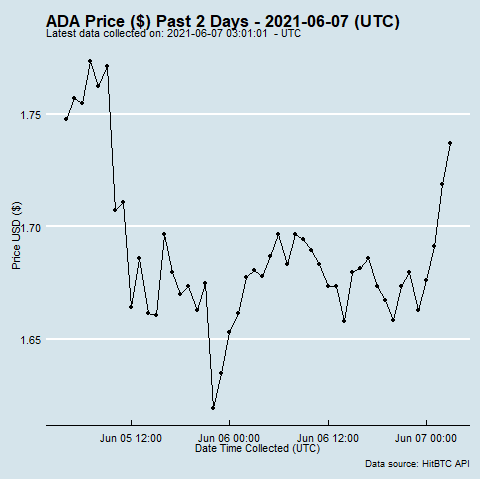 ADA Price ($) Past 2 Days - 2021-06-07 (UTC)
Latest data collected on: 2021-06-07 03:01:01 - UTC
1.75
1.70
1.65
Price USD ($)
Jun 05 12:00 Jun 06 00:00 Jun 06 12:00 Jun 07 00:00
Date Time Collected (UTC)
Data source: HitBTC API